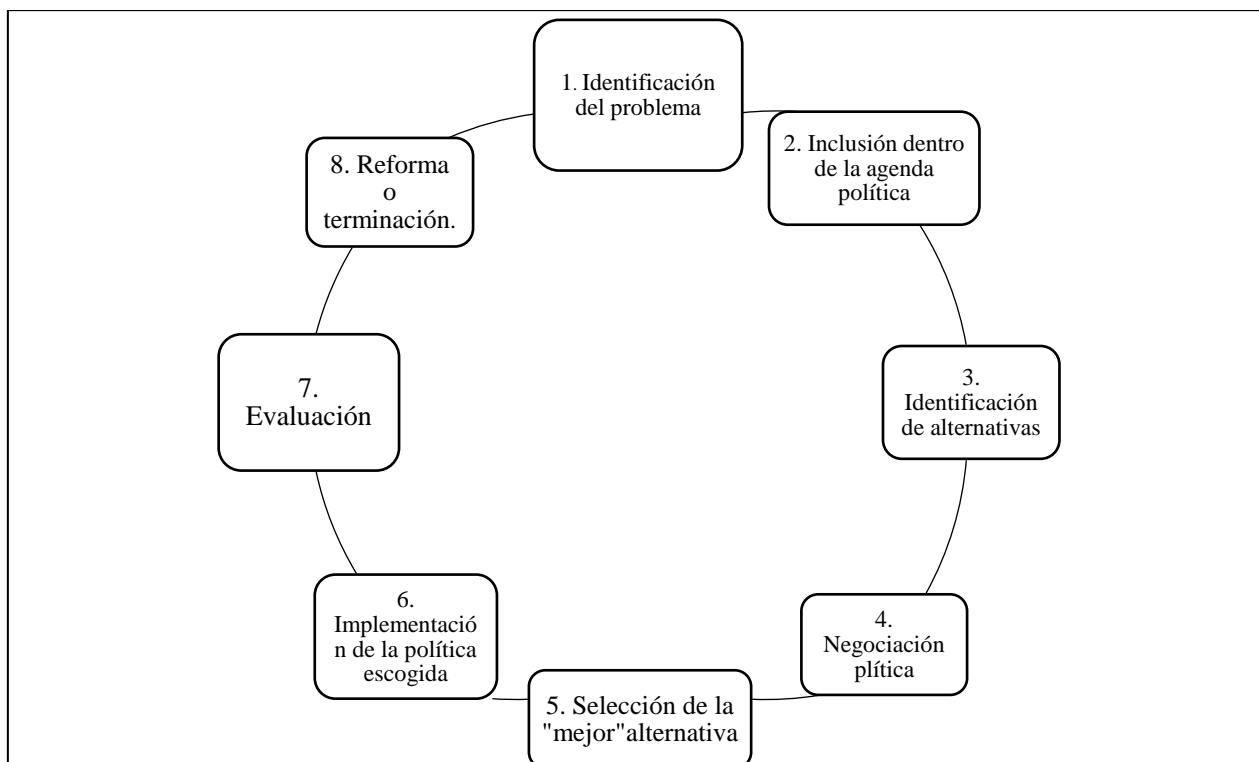 1. Identificación
del problema
2. Inclusión dentro
de la agenda
política
3.
Identificación
de alternativas
4.
Negociación
plítica
5. Selección de la
"mejor"alternativa
6.
Implementació
n de la política
escogida
7.
Evaluación
8. Reforma
o
terminación.